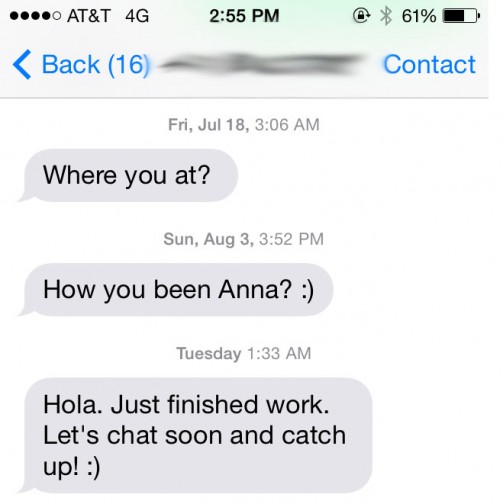 AT&T 4G 2:55 PM 61%
Back (16) Contact
Fri, Jul 18, 3:06 AM
Where you at?
Sun, Aug 3, 3:52 PM
How you been Anna? :)
Tuesday 1:33 AM
Hola. Just finished work.
Let's chat soon and catch
up! :)